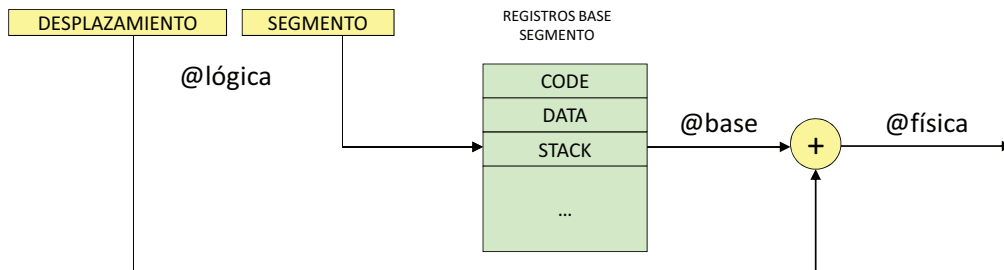 DESPLAZAMIENTO
SEGMENTO
REGISTROS BASE
SEGMENTO
@lógica
CODE
DATA
STACK
...
@base
+
@física